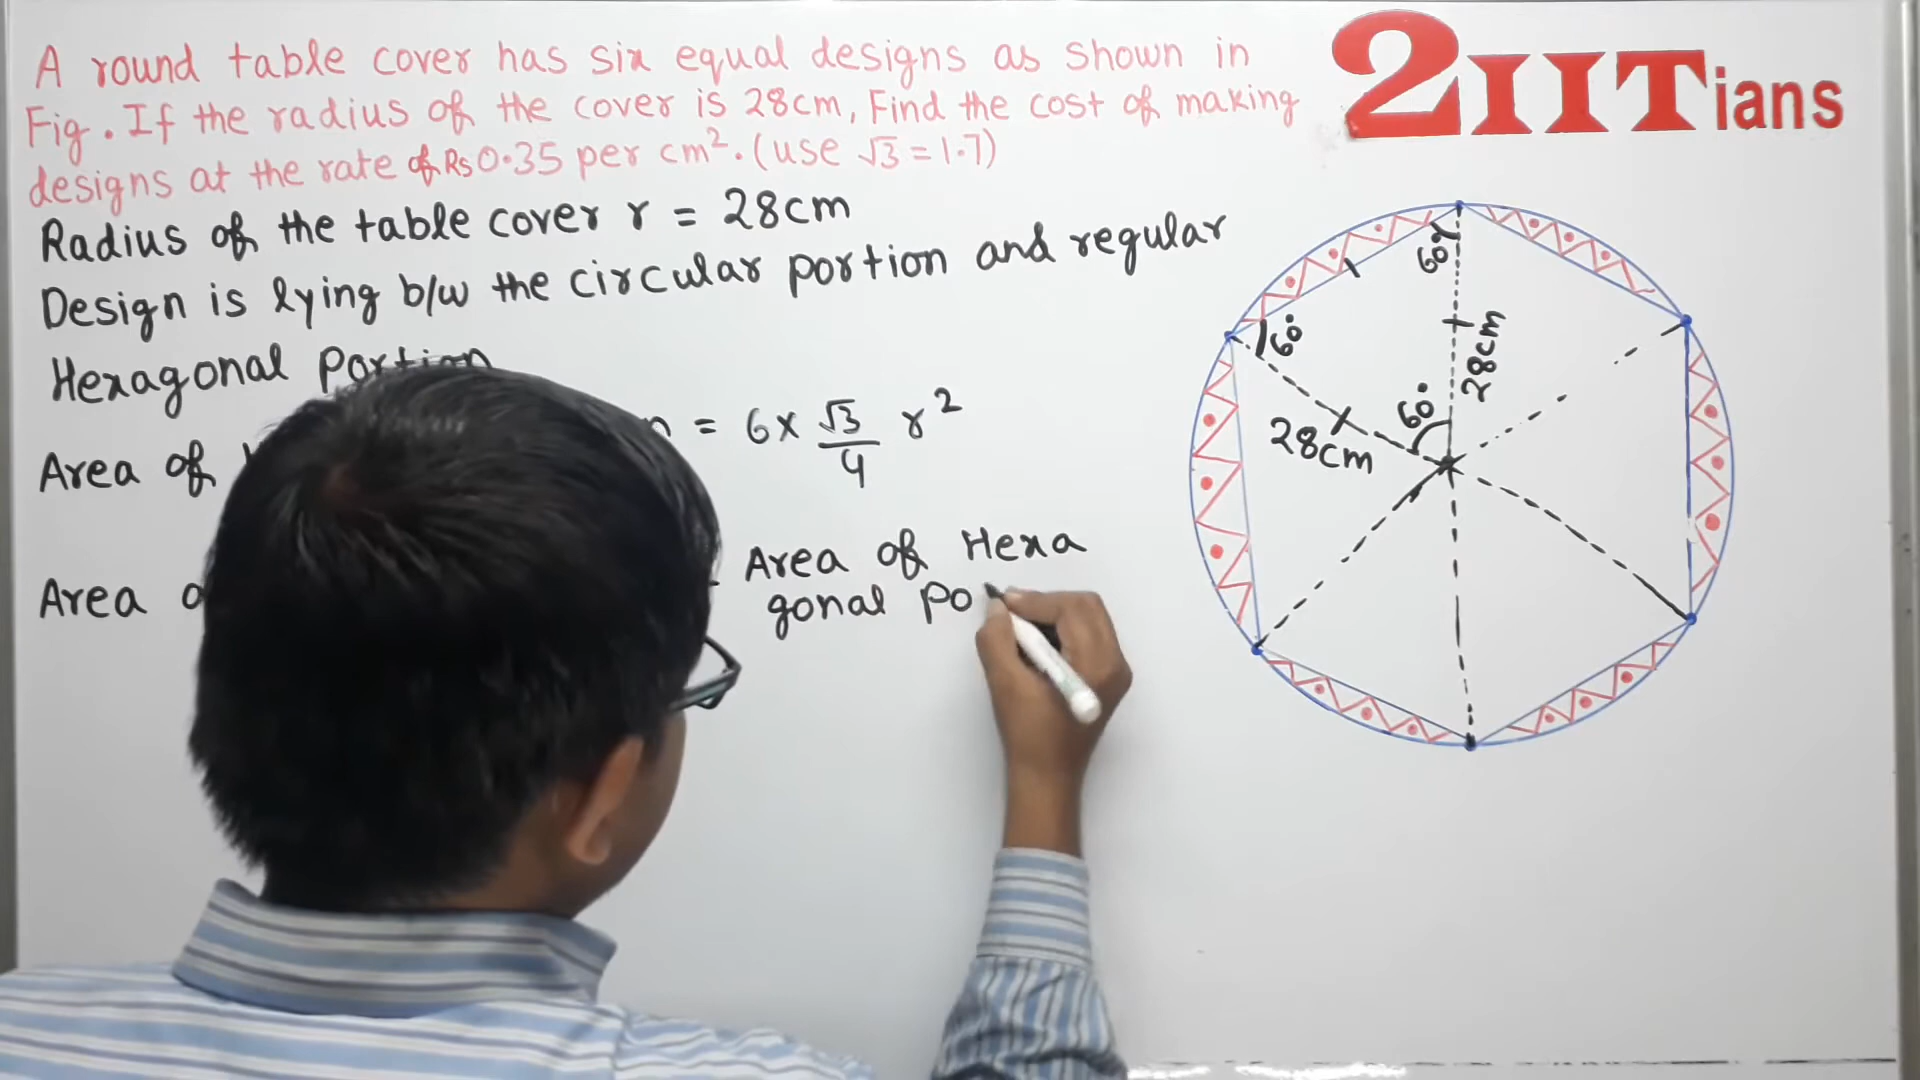 A round table cover has six equal designs as shown in
Fig. If the radius of the cover is 28cm, Find the cost of making
designs at the rate of Rs 0.35 per cm². (use √3 = 1.7)
2IITians
Radius of the table cover r = 28cm
Design is lying b/w the circular portion and regular
Hexagonal Portion
Area of = 6 × √3/4 r²
Area - Area of Hexa
gonal Po
60°
60°
60°
28cm
28cm